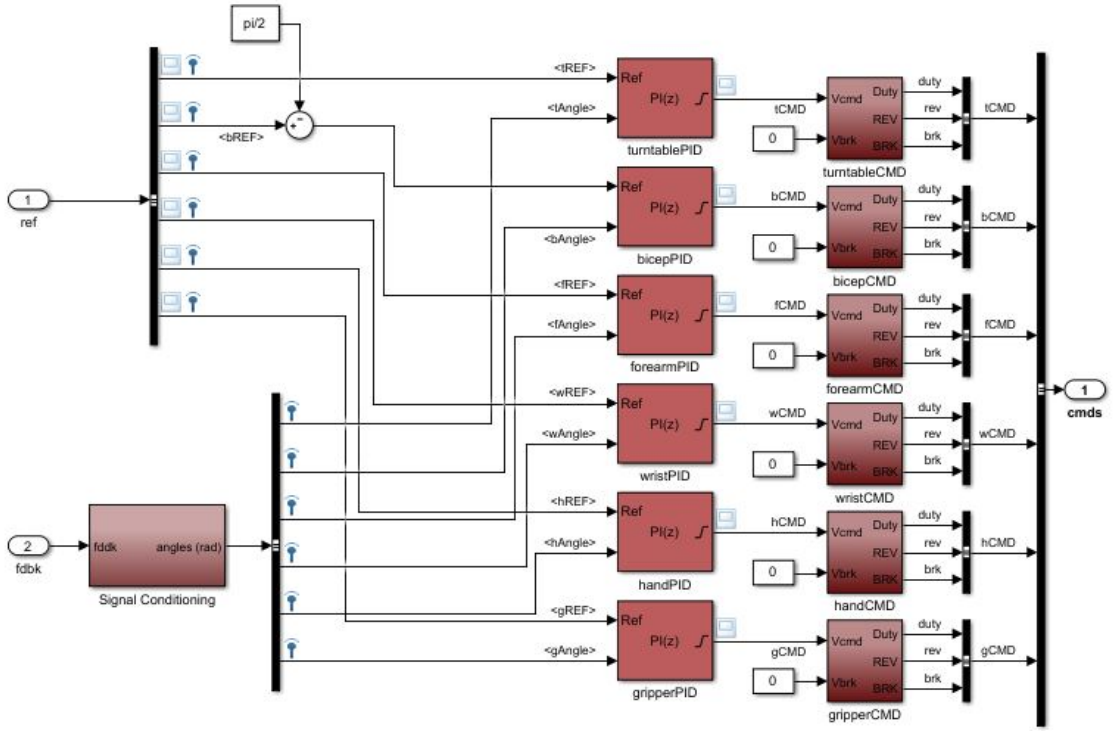 pi/2
<tREF>
Ref
PI(z)
<tAngle>
turntablePID
tCMD
0
Vcmd
Vbrk
Duty
REV
BRK
turntableCMD
duty
rev
brk
tCMD
+
-
<bREF>
Ref
PI(z)
<bAngle>
bicepPID
bCMD
0
Vcmd
Vbrk
Duty
REV
BRK
bicepCMD
duty
rev
brk
bCMD
1
ref
<fREF>
Ref
PI(z)
<fAngle>
forearmPID
fCMD
0
Vcmd
Vbrk
Duty
REV
BRK
forearmCMD
duty
rev
brk
fCMD
1
cmds
<wREF>
Ref
PI(z)
<wAngle>
wristPID
wCMD
0
Vcmd
Vbrk
Duty
REV
BRK
wristCMD
duty
rev
brk
wCMD
2
fdbk
fddk
angles (rad)
Signal Conditioning
<hREF>
Ref
PI(z)
<hAngle>
handPID
hCMD
0
Vcmd
Vbrk
Duty
REV
BRK
handCMD
duty
rev
brk
hCMD
<gREF>
Ref
PI(z)
<gAngle>
gripperPID
gCMD
0
Vcmd
Vbrk
Duty
REV
BRK
gripperCMD
duty
rev
brk
gCMD